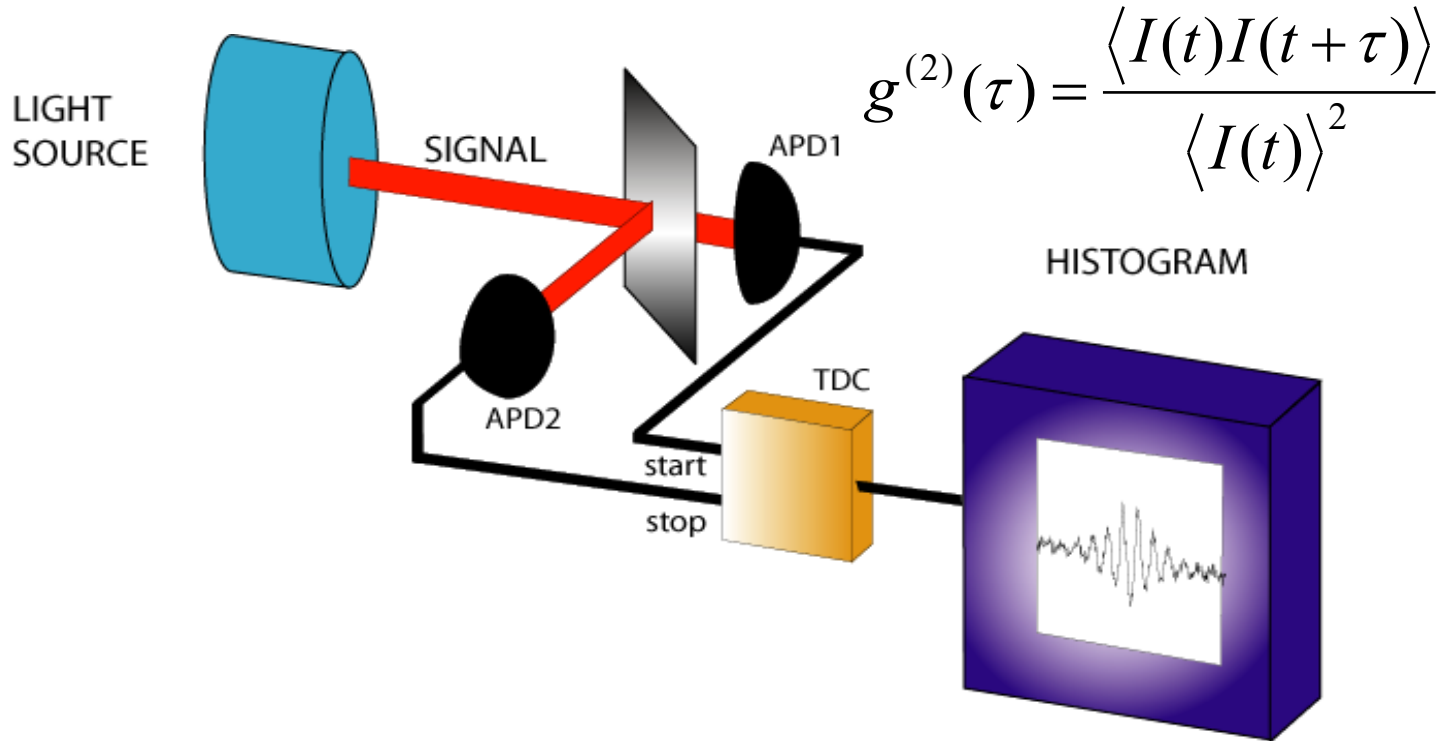 LIGHT
SOURCE
SIGNAL
APD1
g^{(2)}(τ) = ⟨I(t)I(t + τ)⟩ / ⟨I(t)⟩^2
HISTOGRAM
APD2
TDC
start
stop